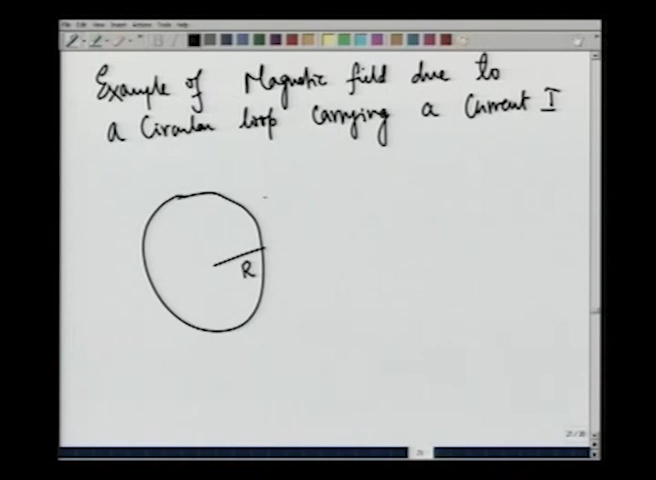 Example of Magnetic field due to
a Circular loop carrying a Current I
R